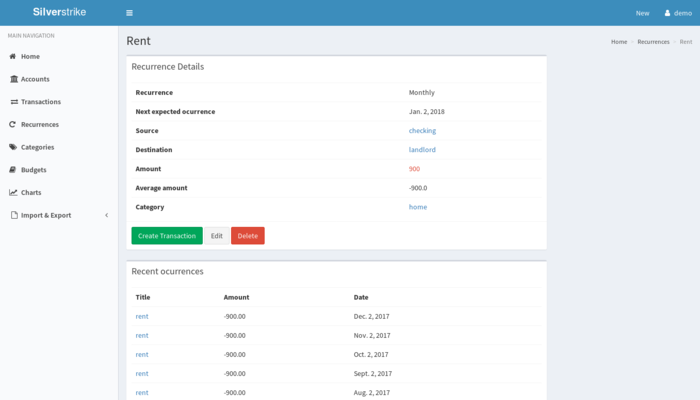 Silverstrike
New
demo
MAIN NAVIGATION
Home
Accounts
Transactions
Recurrences
Categories
Budgets
Charts
Import & Export
Rent
Home
Recurrences
Rent
Recurrence Details
Recurrence Monthly
Next expected ocurrence Jan. 2, 2018
Source checking
Destination landlord
Amount 900
Average amount -900.0
Category home
Create Transaction Edit Delete
Recent ocurrences
Title Amount Date
rent -900.00 Dec. 2, 2017
rent -900.00 Nov. 2, 2017
rent -900.00 Oct. 2, 2017
rent -900.00 Sept. 2, 2017
rent -900.00 Aug. 2, 2017